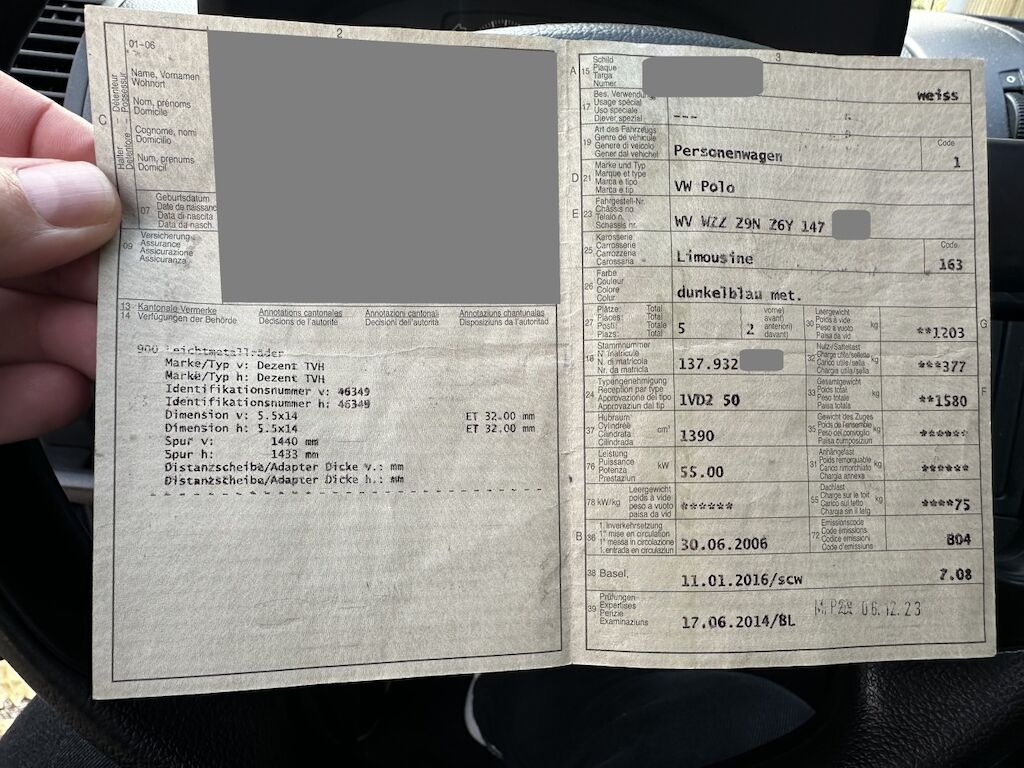 2
01-06
Name, Vornamen
Wohnort
Nom, prénoms
Domicile
Cognome, nomi
Domicilio
Num, prenums
Domicil
C
Détenteur
Possessur
Halter
Detentore
07
Geburtsdatum
Date de naissance
Data di nascita
Data da nasch.
09
Versicherung
Assurance
Assicurazione
Assicuranza
13 Kantonale Vermerke
14 Verfügungen der Behörde
Annotations cantonales
Décisions de l'autorité
Annotazioni cantonali
Decisioni dell'autorità
Annotaziuns chantunalas
Disposiziuns da l'autoritad
900 Leichtmetallräder
Marke/Typ v: Dezent TVH
Marke/Typ h: Dezent TVH
Identifikationsnummer v: 46349
Identifikationsnummer h: 46349
Dimension v: 5.5x14 ET 32.00 mm
Dimension h: 5.5x14 ET 32.00 mm
Spur v: 1440 mm
Spur h: 1433 mm
Distanzscheibe/Adapter Dicke v.: mm
Distanzscheibe/Adapter Dicke h.: mm
3
A 15
Schild
Plaque
Targa
Numer
weiss
17
Bes. Verwendung
Usage spécial
Uso speciale
Diever spezial
---
19
Art des Fahrzeugs
Genre de véhicule
Genere di veicolo
Gener dal vehichel
Personenwagen
Code
1
D 21
Marke und Typ
Marque et type
Marca e tipo
Marca e tip
VW Polo
E 23
Fahrgestell-Nr.
Châssis no
Telaio n.
Schassis nr.
WV WZZ Z9N Z6Y 147
25
Karosserie
Carrosserie
Carrozzeria
Carossaria
Limousine
Code
163
26
Farbe
Couleur
Colore
Colur
dunkelblau met.
27
Plätze: Total
Places: Total
Posti: Totale
Plazs: Total
5
vorne)
avant)
anteriori)
davant)
2
30
Leergewicht
Poids à vide
Peso a vuoto
Paisa da vid
kg
**1203
G
18
Stammnummer
N° matricule
N. di matricola
Nr. da matricla
137.932
32
Nutz-/Sattellast
Charge utile/sellette
Carico utile/sella
Chargia utila/sella
kg
**377
24
Typengenehmigung
Réception par type
Approvazione del tipo
Approvaziun dal tip
1VD2 50
33
Gesamtgewicht
Poids total
Peso totale
Paisa totala
kg
**1580
F
37
Hubraum
Cylindrée
Cilindrata
Cilindrada
cm³
1390
35
Gewicht des Zuges
Poids de l'ensemble
Peso del convoglio
Paisa cumposiziun
kg
******
76
Leistung
Puissance
Potenza
Prestaziun
kW
55.00
31
Anhängelast
Poids remorquable
Carico rimorchiato
Chargia annexa
kg
******
78 kW/kg
Leergewicht
poids à vide
peso a vuoto
paisa da vid
******
55
Dachlast
Charge sur le toit
Carico sul tetto
Chargia sin il tetg
kg
****75
B 36
1. Inverkehrsetzung
1re mise en circulation
1a messa in circolazione
1. entrada en circulaziun
30.06.2006
72
Emissionscode
Code émissions
Codice emissioni
Code d'emissiuns
B04
38 Basel,
11.01.2016/scw
7.08
39
Prüfungen
Expertises
Perizie
Examinaziuns
17.06.2014/BL
06.12.23